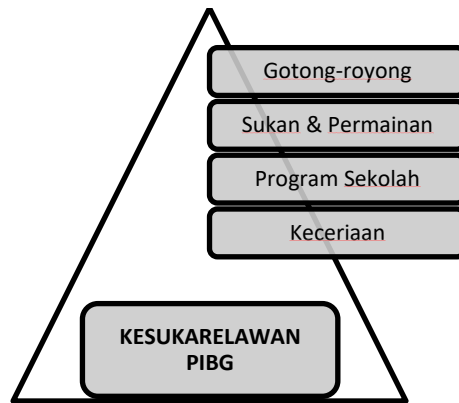 Gotong-royong
Sukan & Permainan
Program Sekolah
Keceriaan
KESUKARELAWAN
PIBG